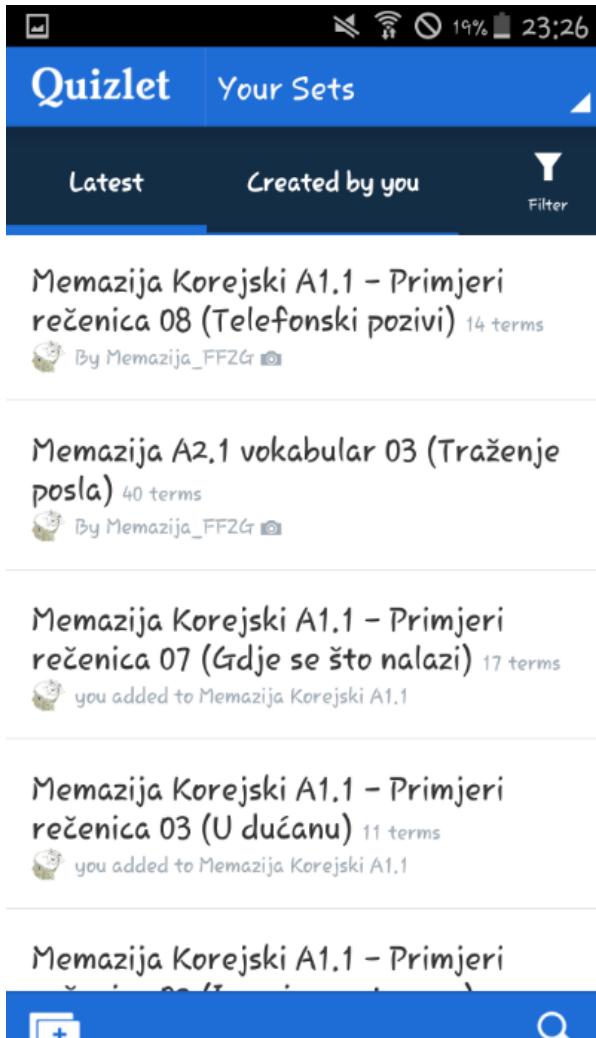 19% 23:26
Quizlet Your Sets
Latest Created by you Filter
Memazija Korejski A1.1 – Primjeri
rečenica 08 (Telefonski pozivi) 14 terms
By Memazija_FFZG
Memazija A2.1 vokabular 03 (Traženje
posla) 40 terms
By Memazija_FFZG
Memazija Korejski A1.1 – Primjeri
rečenica 07 (Gdje se što nalazi) 17 terms
you added to Memazija Korejski A1.1
Memazija Korejski A1.1 – Primjeri
rečenica 03 (U dućanu) 11 terms
you added to Memazija Korejski A1.1
Memazija Korejski A1.1 – Primjeri